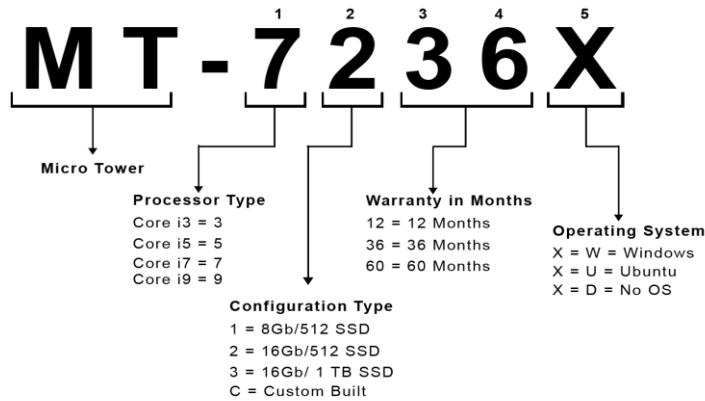 1 2 3 4 5
MT-7236X
Micro Tower
Processor Type
Core i3 = 3
Core i5 = 5
Core i7 = 7
Core i9 = 9
Configuration Type
1 = 8Gb/512 SSD
2 = 16Gb/512 SSD
3 = 16Gb/ 1 TB SSD
C = Custom Built
Warranty in Months
12 = 12 Months
36 = 36 Months
60 = 60 Months
Operating System
X = W = Windows
X = U = Ubuntu
X = D = No OS